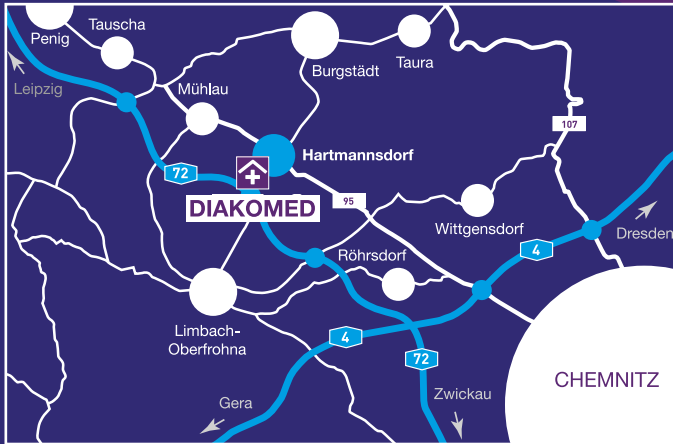 Penig
Tauscha
Burgstädt
Taura
Leipzig
Mühlau
107
Hartmannsdorf
72
DIAKOMED
95
Wittgensdorf
Dresden
4
Röhrsdorf
Limbach-
Oberfrohna
4
72
CHEMNITZ
Gera
Zwickau